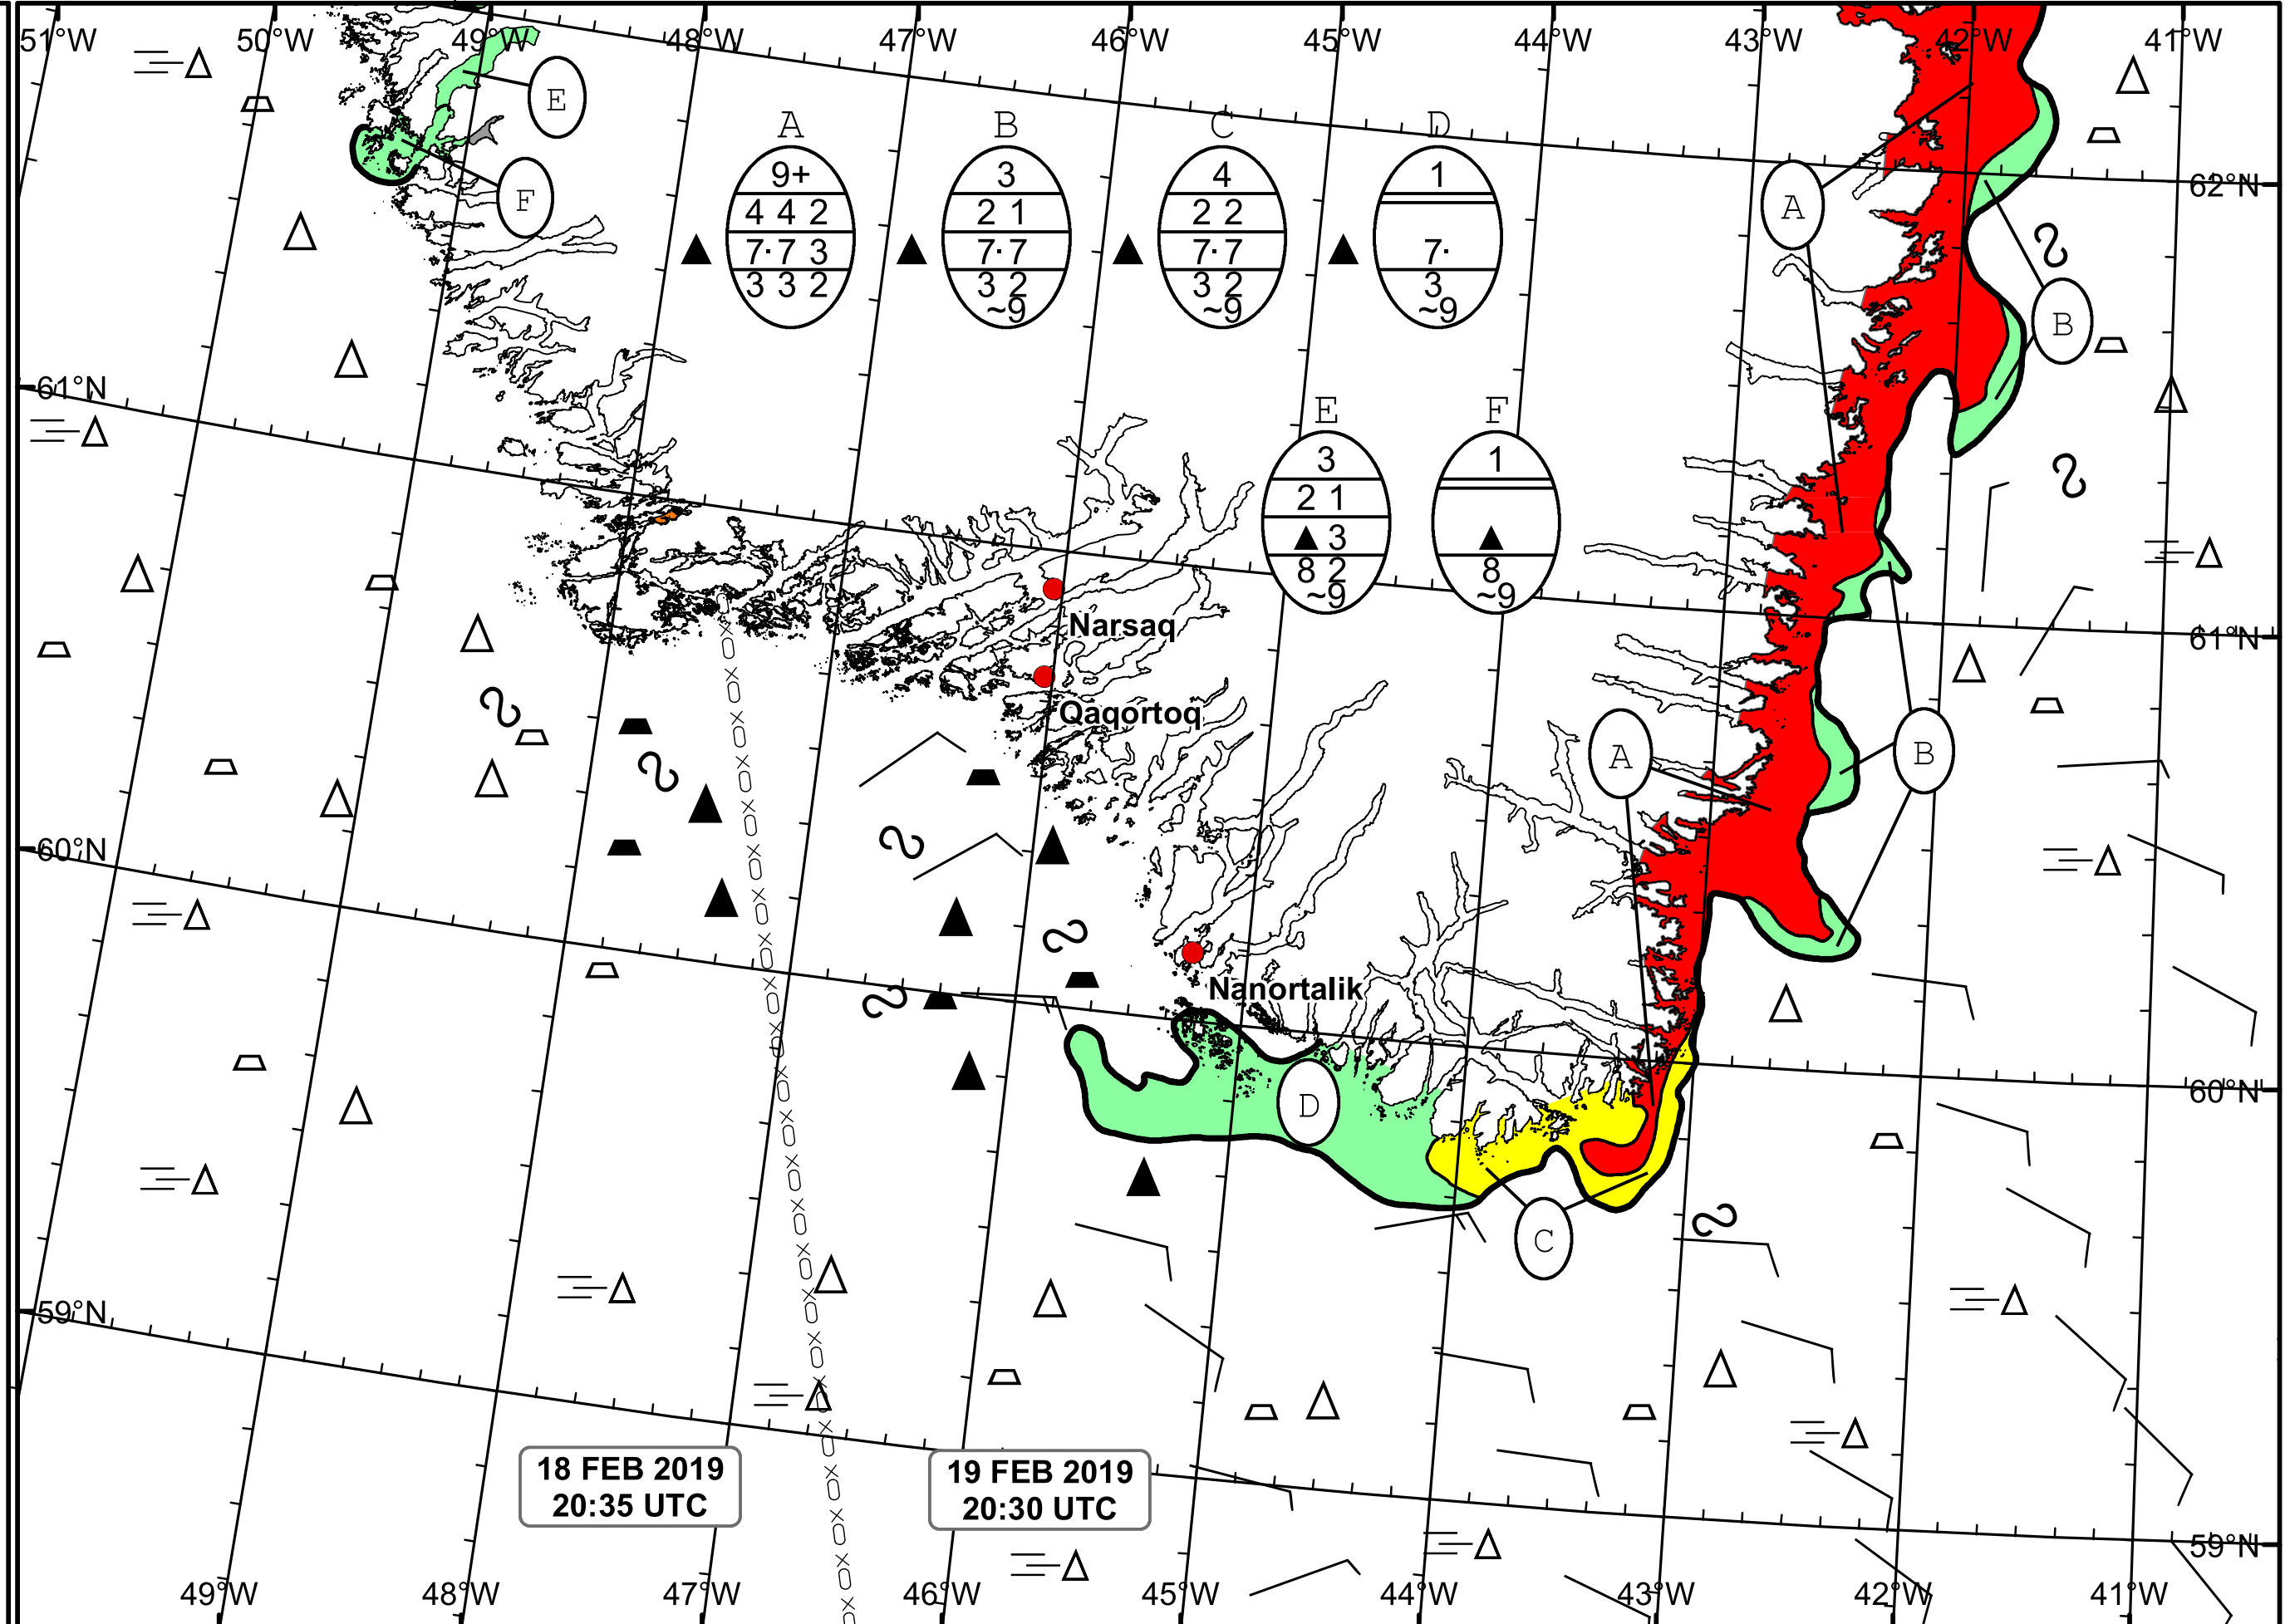 51°W 50°W 49°W 48°W 47°W 46°W 45°W 44°W 43°W 42°W 41°W
E
F
A B C D
9+ 3 4 1
4 4 2 2 1 2 2
7· 7 3 7· 7 7· 7 7·
3 3 2 3 2 3 2 3
~9 ~9 ~9
A
62°N
B
61°N
E F
3 1
2 1
3
8 2 8
~9 ~9
Narsaq
61°N
Qaqortoq
A
B
60°N
Nanortalik
60°N
D
C
59°N
18 FEB 2019
20:35 UTC
19 FEB 2019
20:30 UTC
59°N
49°W 48°W 47°W 46°W 45°W 44°W 43°W 42°W 41°W